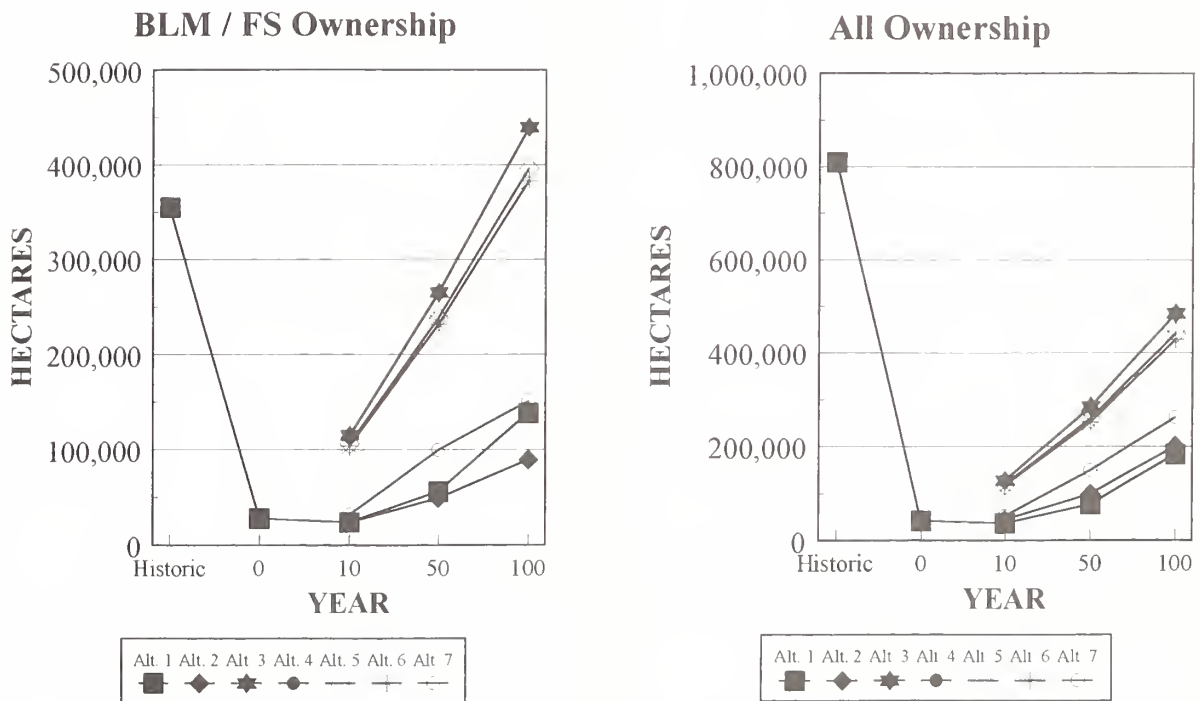 BLM / FS Ownership
500,000
400,000
300,000
200,000
100,000
0
HECTARES
Historic 0 10 50 100
YEAR
Alt. 1 Alt. 2 Alt 3 Alt. 4 Alt. 5 Alt. 6 Alt 7
All Ownership
1,000,000
800,000
600,000
400,000
200,000
0
HECTARES
Historic 0 10 50 100
YEAR
Alt. 1 Alt. 2 Alt 3 Alt 4 Alt 5 Alt 6 Alt 7